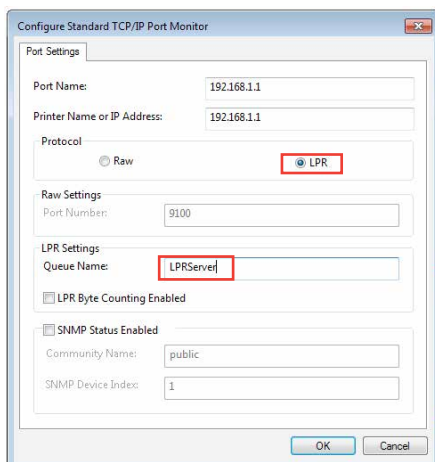 Configure Standard TCP/IP Port Monitor
Port Settings
Port Name: 192.168.1.1
Printer Name or IP Address: 192.168.1.1
Protocol
Raw LPR
Raw Settings
Port Number: 9100
LPR Settings
Queue Name: LPRServer
LPR Byte Counting Enabled
SNMP Status Enabled
Community Name: public
SNMP Device Index: 1
OK Cancel